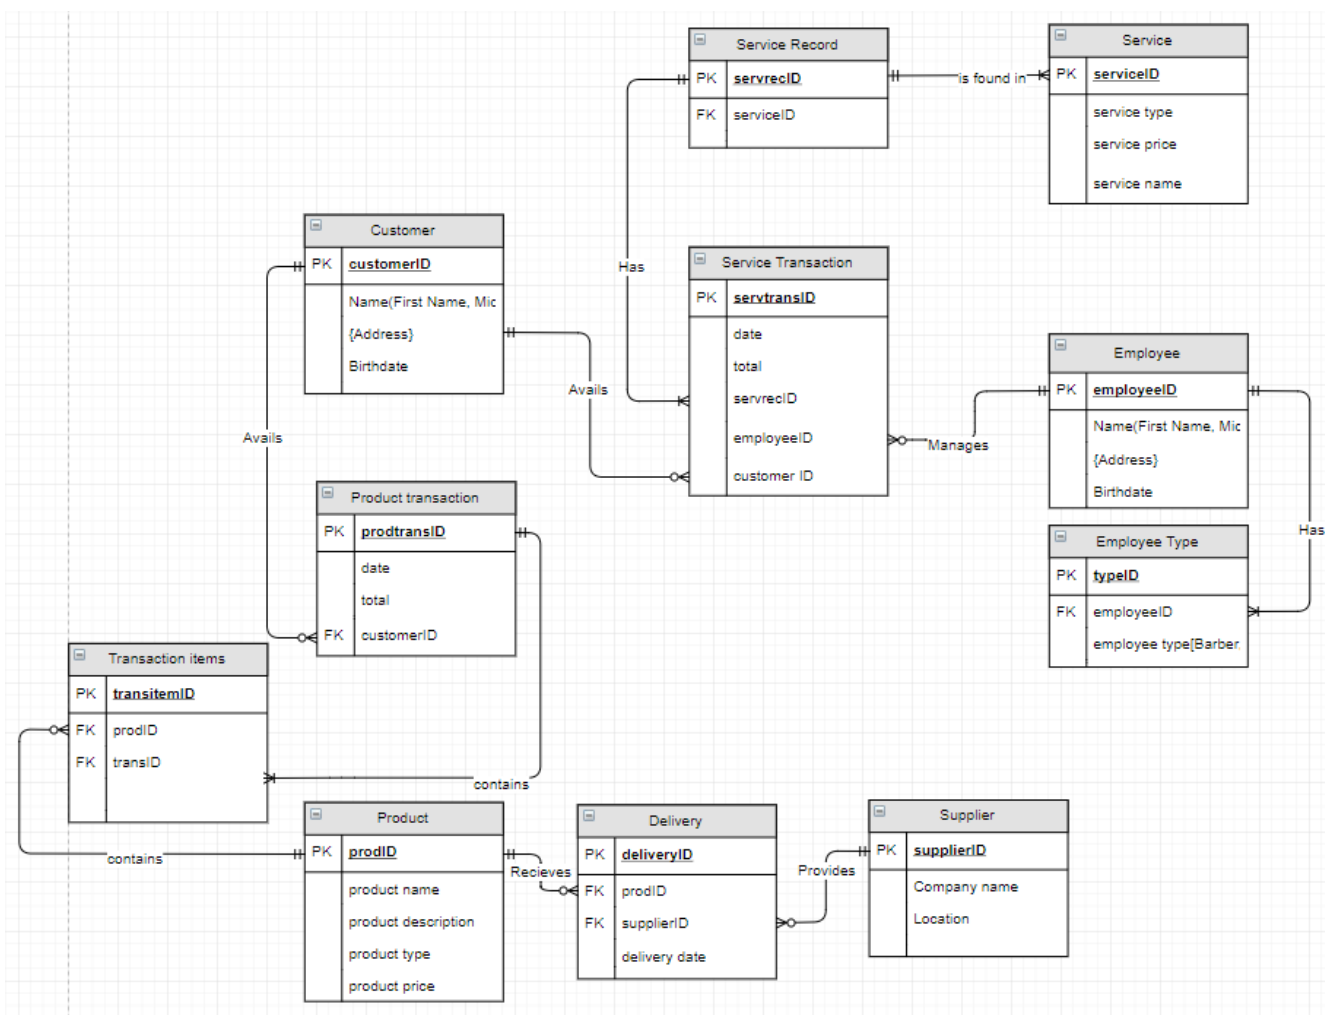 Service Record
PK servrecID
FK serviceID
is found in
Service
PK serviceID
service type
service price
service name
Has
Customer
PK customerID
Name(First Name, Mic
{Address}
Birthdate
Avails
Avails
Service Transaction
PK servtransID
date
total
servrecID
employeeID
customer ID
Manages
Employee
PK employeeID
Name(First Name, Mic
{Address}
Birthdate
Has
Employee Type
PK typeID
FK employeeID
employee type[Barber.
Product transaction
PK prodtransID
date
total
FK customerID
Transaction items
PK transitemID
FK prodID
FK transID
contains
contains
Product
PK prodID
product name
product description
product type
product price
Recieves
Delivery
PK deliveryID
FK prodID
FK supplierID
delivery date
Provides
Supplier
PK supplierID
Company name
Location